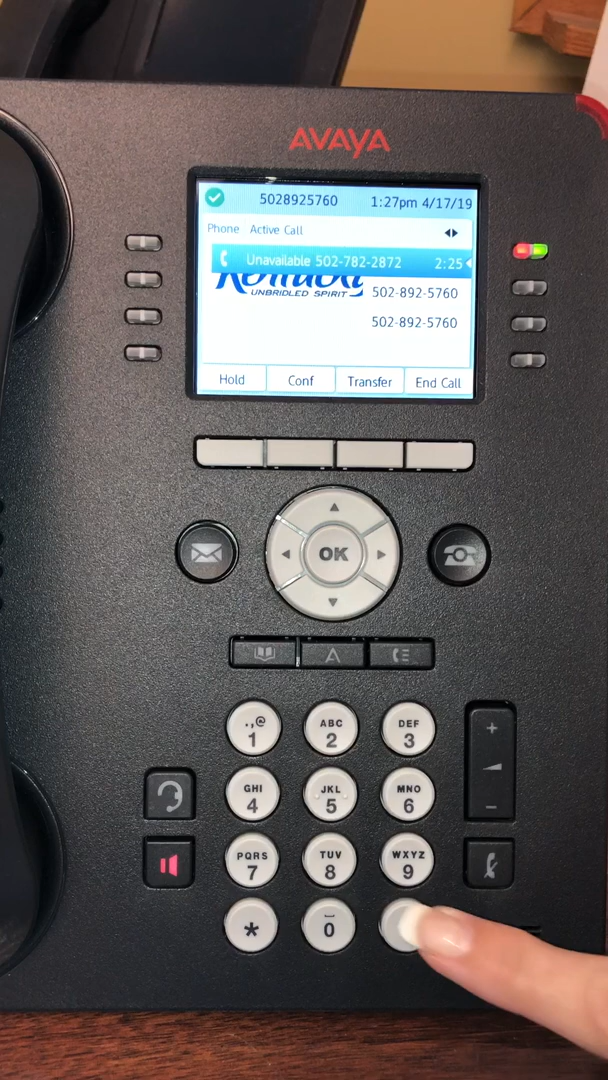 AVAYA
5028925760 1:27pm 4/17/19
Phone Active Call
Unavailable 502-782-2872 2:25
UNBRIDLED SPIRIT 502-892-5760
502-892-5760
Hold Conf Transfer End Call
OK
.,@ ABC DEF
1 2 3
+
GHI JKL MNO
4 5 6
-
PQRS TUV WXYZ
7 8 9
* 0